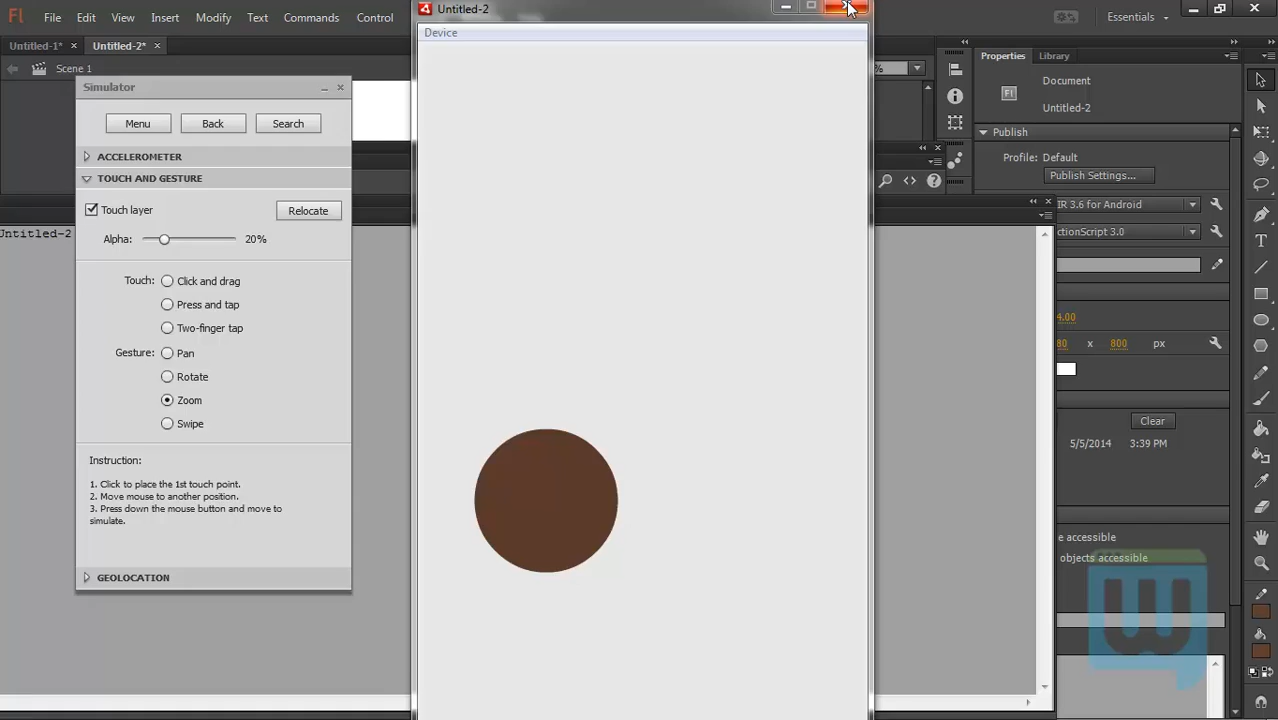 Fl File Edit View Insert Modify Text Commands Control
Untitled-2
Essentials
Untitled-1* Untitled-2*
Device
Scene 1
%
Properties Library
Simulator
Fl Document
Untitled-2
Menu Back Search
Publish
ACCELEROMETER
Profile: Default
TOUCH AND GESTURE
Publish Settings...
Touch layer Relocate
IR 3.6 for Android
Untitled-2
ctionScript 3.0
Alpha: 20%
Touch: Click and drag
Press and tap
4.00
Two-finger tap
80 x 800 px
Gesture: Pan
Rotate
Zoom
Swipe
Clear
5/5/2014 3:39 PM
Instruction:
1. Click to place the 1st touch point.
2. Move mouse to another position.
3. Press down the mouse button and move to
simulate.
e accessible
objects accessible
GEOLOCATION
W